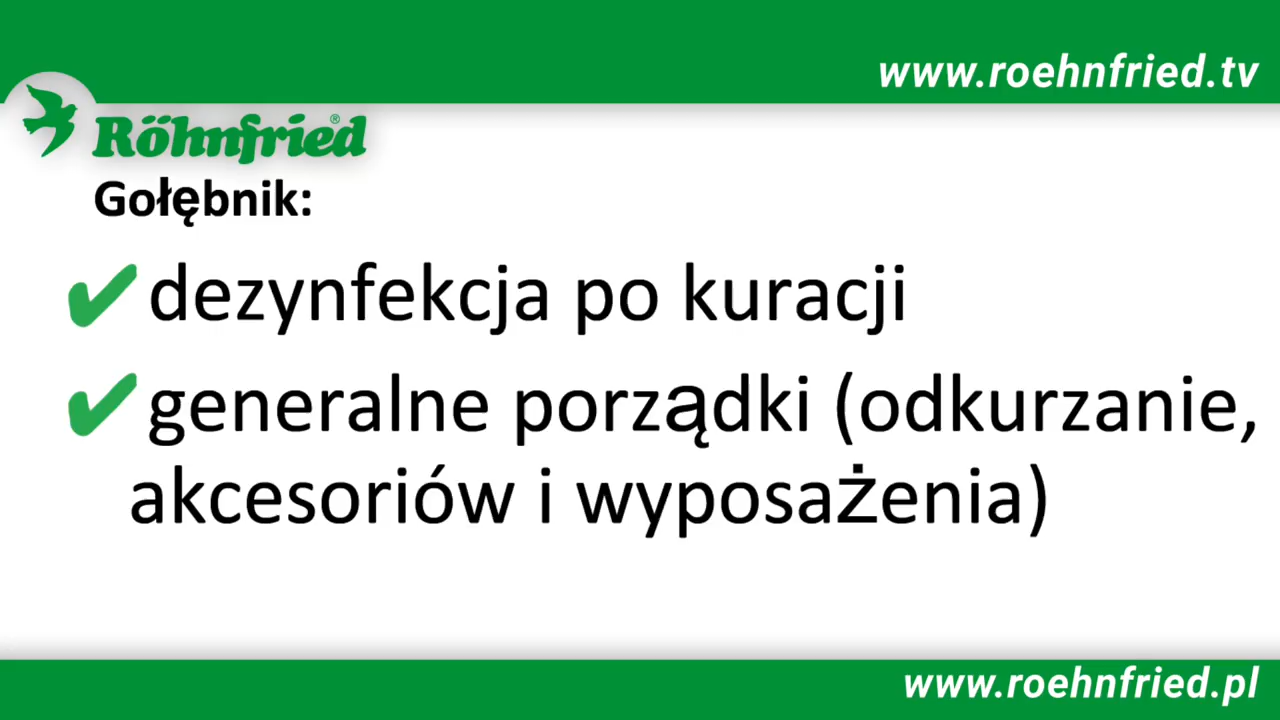 www.roehnfried.tv
Röhnfried®
Gołębnik:
✔dezynfekcja po kuracji
✔generalne porządki (odkurzanie,
akcesoriów i wyposażenia)
www.roehnfried.pl